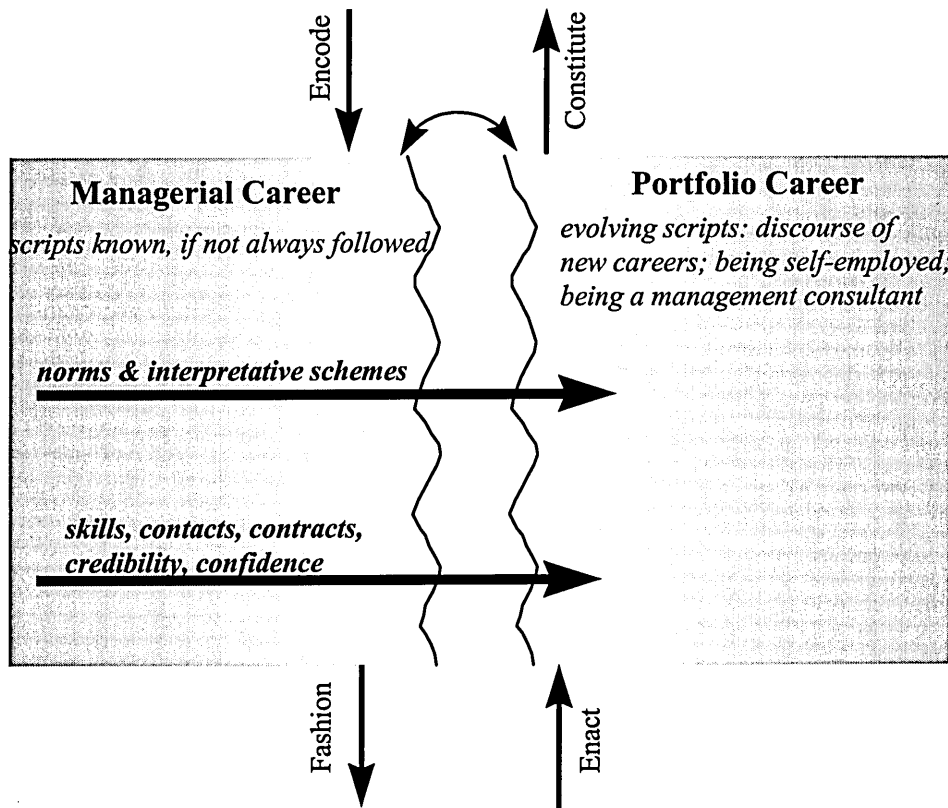 Encode
Constitute
Managerial Career
scripts known, if not always followed
Portfolio Career
evolving scripts: discourse of
new careers; being self-employed;
being a management consultant
norms & interpretative schemes
skills, contacts, contracts,
credibility, confidence
Fashion
Enact